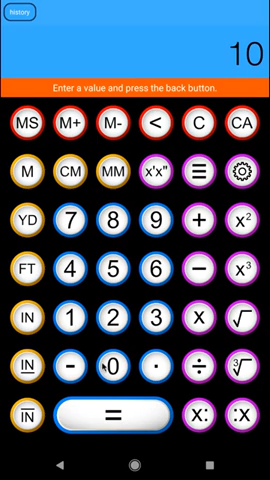 history
10
Enter a value and press the back button.
MS M+ M- < C CA
M CM MM x'x"
YD 7 8 9 + x²
FT 4 5 6 − x³
IN 1 2 3 x √
IN - 0 . ÷ ³√
IN = x: :x